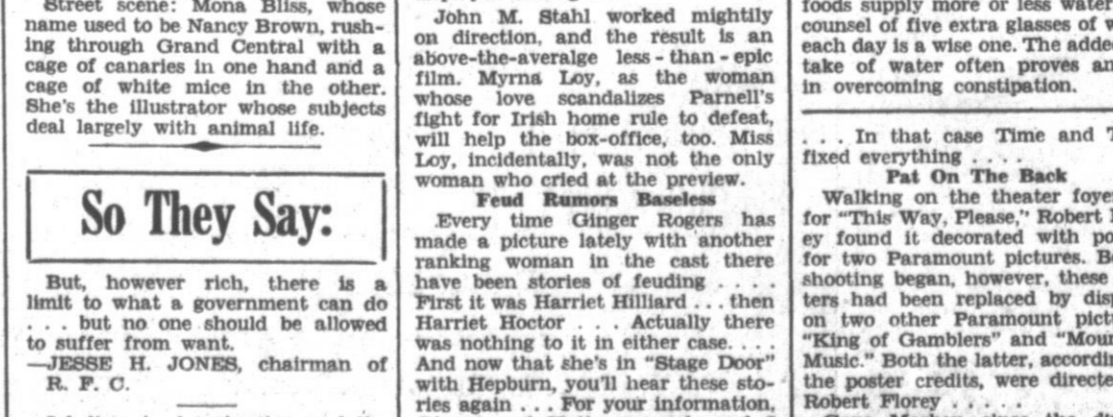 Street scene: Mona Bliss, whose
name used to be Nancy Brown, rush-
ing through Grand Central with a
cage of canaries in one hand and a
cage of white mice in the other.
She's the illustrator whose subjects
deal largely with animal life.
So They Say:
But, however rich, there is a
limit to what a government can do
. . . but no one should be allowed
to suffer from want.
—JESSE H. JONES, chairman of
R. F. C.
John M. Stahl worked mightily
on direction, and the result is an
above-the-averalge less-than-epic
film. Myrna Loy, as the woman
whose love scandalizes Parnell's
fight for Irish home rule to defeat,
will help the box-office, too. Miss
Loy, incidentally, was not the only
woman who cried at the preview.
Feud Rumors Baseless
Every time Ginger Rogers has
made a picture lately with another
ranking woman in the cast there
have been stories of feuding . . . .
First it was Harriet Hilliard . . . then
Harriet Hoctor . . . Actually there
was nothing to it in either case. . . .
And now that she's in "Stage Door"
with Hepburn, you'll hear these sto-
ries again . . . For your information,
foods supply more or less water
counsel of five extra glasses of
each day is a wise one. The adde
take of water often proves an
in overcoming constipation.
. . . In that case Time and
fixed everything . . . .
Pat On The Back
Walking on the theater foye
for "This Way, Please," Robert
ey found it decorated with po
for two Paramount pictures. B
shooting began, however, these
ters had been replaced by dis
on two other Paramount pict
"King of Gamblers" and "Moun
Music." Both the latter, accordin
the poster credits, were directe
Robert Florey . . . . .